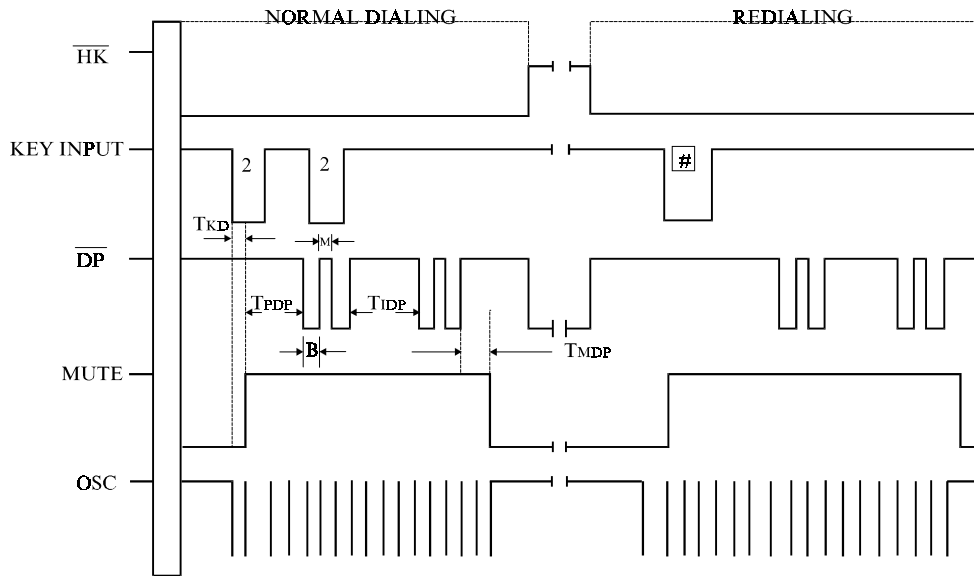 NORMAL DIALING
REDIALING
HK
KEY INPUT
2
2
#
TKD
M
DP
TPDP
TIDP
B
TMDP
MUTE
OSC